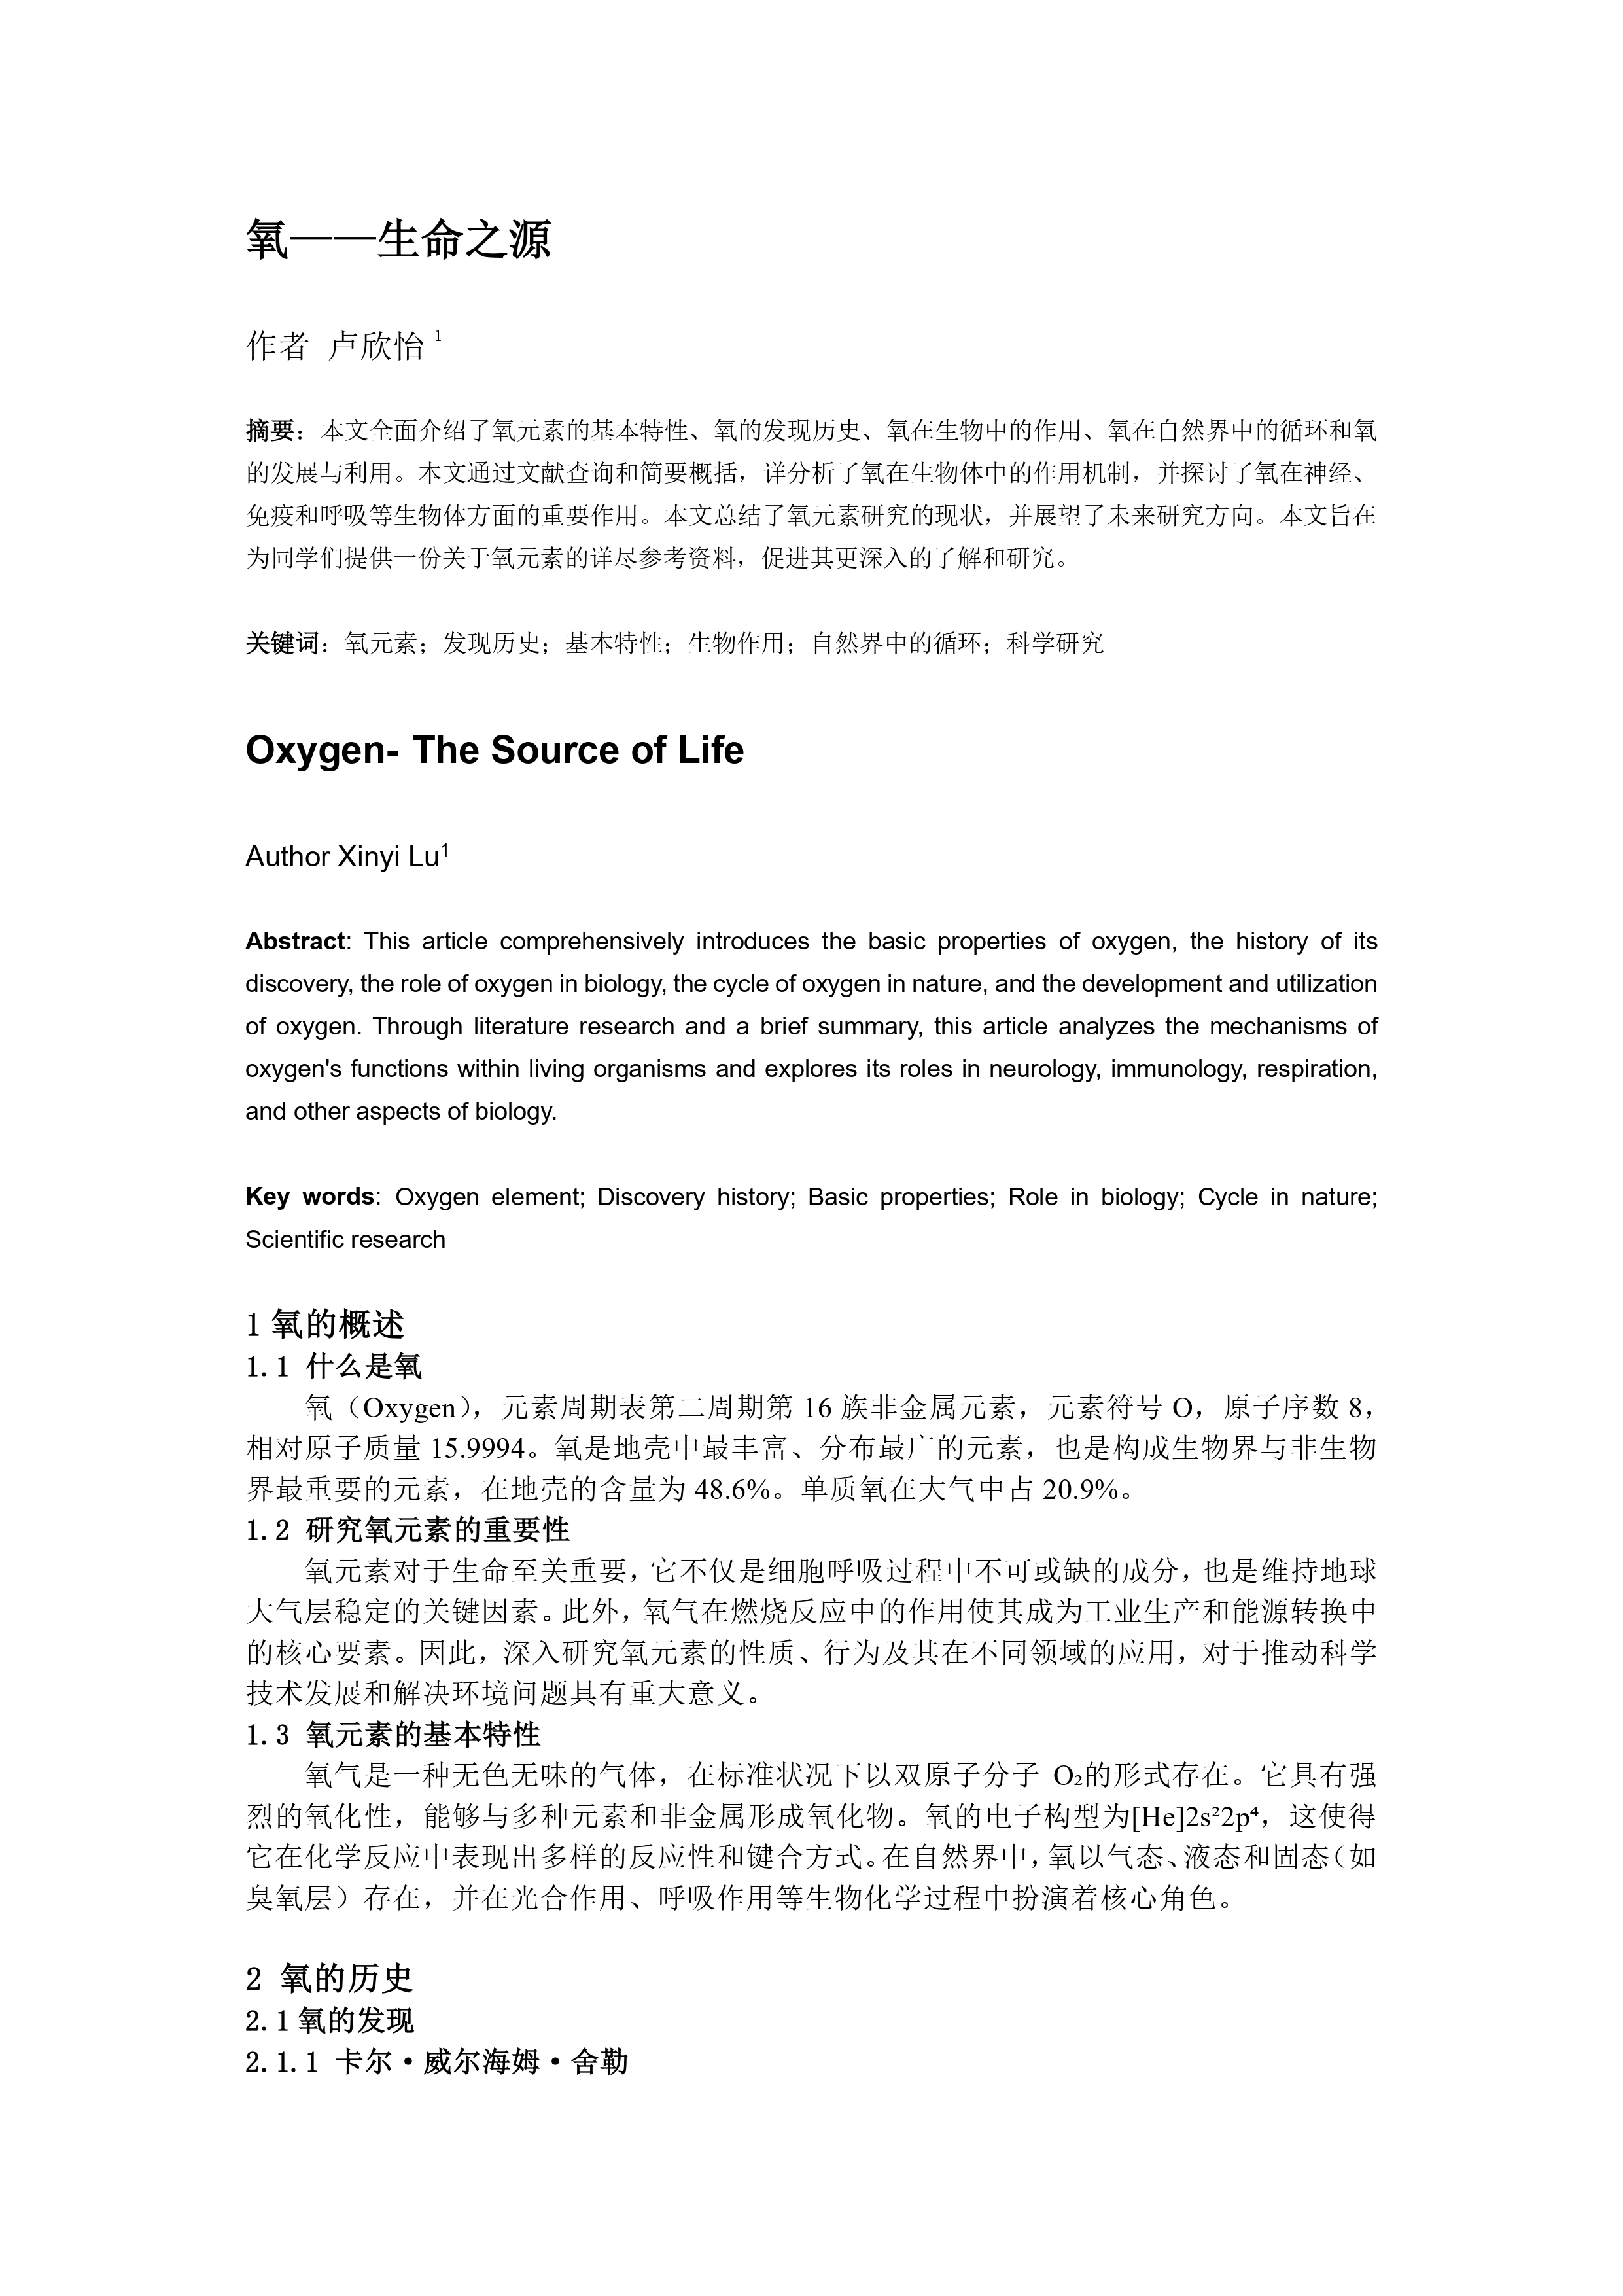 氧——生命之源
作者 卢欣怡 1
摘要：本文全面介绍了氧元素的基本特性、氧的发现历史、氧在生物中的作用、氧在自然界中的循环和氧
的发展与利用。本文通过文献查询和简要概括，详分析了氧在生物体中的作用机制，并探讨了氧在神经、
免疫和呼吸等生物体方面的重要作用。本文总结了氧元素研究的现状，并展望了未来研究方向。本文旨在
为同学们提供一份关于氧元素的详尽参考资料，促进其更深入的了解和研究。
关键词：氧元素；发现历史；基本特性；生物作用；自然界中的循环；科学研究
Oxygen- The Source of Life
Author Xinyi Lu1
Abstract: This article comprehensively introduces the basic properties of oxygen, the history of its
discovery, the role of oxygen in biology, the cycle of oxygen in nature, and the development and utilization
of oxygen. Through literature research and a brief summary, this article analyzes the mechanisms of
oxygen's functions within living organisms and explores its roles in neurology, immunology, respiration,
and other aspects of biology.
Key words: Oxygen element; Discovery history; Basic properties; Role in biology; Cycle in nature;
Scientific research
1 氧的概述
1.1 什么是氧
氧（Oxygen），元素周期表第二周期第 16 族非金属元素，元素符号 O，原子序数 8，
相对原子质量 15.9994。氧是地壳中最丰富、分布最广的元素，也是构成生物界与非生物
界最重要的元素，在地壳的含量为 48.6%。单质氧在大气中占 20.9%。
1.2 研究氧元素的重要性
氧元素对于生命至关重要，它不仅是细胞呼吸过程中不可或缺的成分，也是维持地球
大气层稳定的关键因素。此外，氧气在燃烧反应中的作用使其成为工业生产和能源转换中
的核心要素。因此，深入研究氧元素的性质、行为及其在不同领域的应用，对于推动科学
技术发展和解决环境问题具有重大意义。
1.3 氧元素的基本特性
氧气是一种无色无味的气体，在标准状况下以双原子分子 O₂的形式存在。它具有强
烈的氧化性，能够与多种元素和非金属形成氧化物。氧的电子构型为[He]2s²2p⁴，这使得
它在化学反应中表现出多样的反应性和键合方式。在自然界中，氧以气态、液态和固态（如
臭氧层）存在，并在光合作用、呼吸作用等生物化学过程中扮演着核心角色。
2 氧的历史
2.1 氧的发现
2.1.1 卡尔·威尔海姆·舍勒